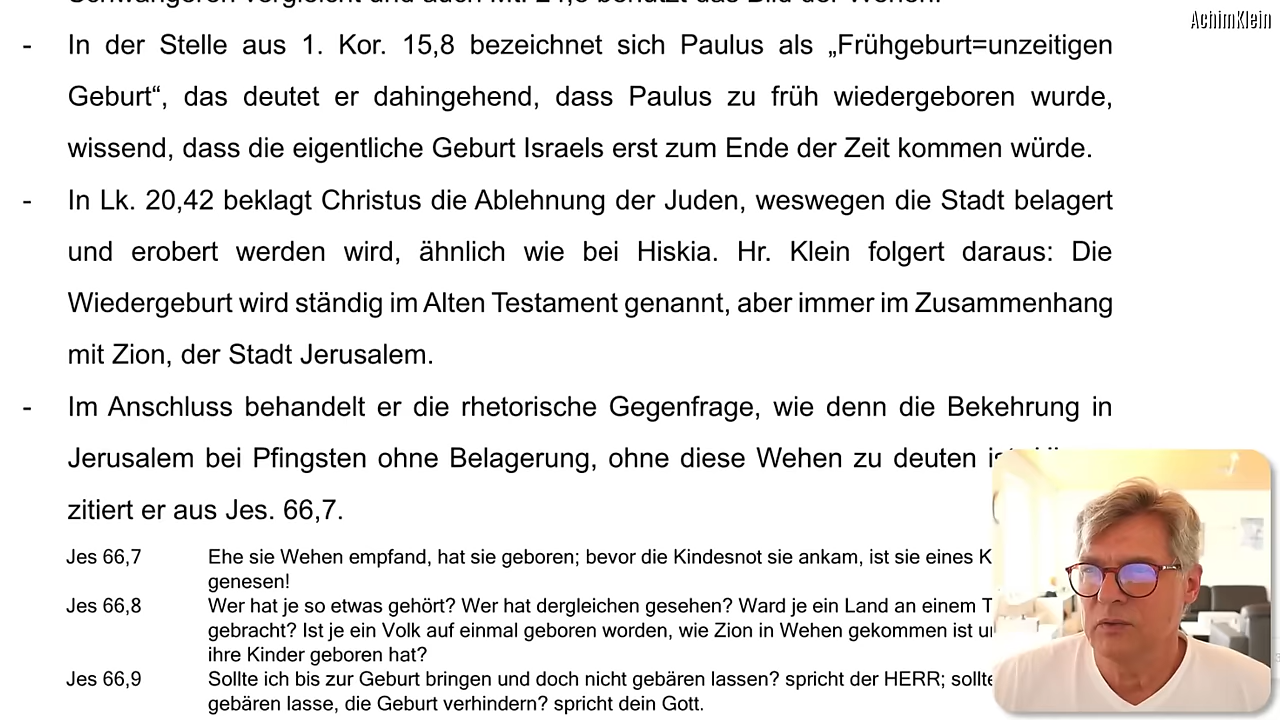 AchimKlein
- In der Stelle aus 1. Kor. 15,8 bezeichnet sich Paulus als „Frühgeburt=unzeitigen
Geburt“, das deutet er dahingehend, dass Paulus zu früh wiedergeboren wurde,
wissend, dass die eigentliche Geburt Israels erst zum Ende der Zeit kommen würde.
- In Lk. 20,42 beklagt Christus die Ablehnung der Juden, weswegen die Stadt belagert
und erobert werden wird, ähnlich wie bei Hiskia. Hr. Klein folgert daraus: Die
Wiedergeburt wird ständig im Alten Testament genannt, aber immer im Zusammenhang
mit Zion, der Stadt Jerusalem.
- Im Anschluss behandelt er die rhetorische Gegenfrage, wie denn die Bekehrung in
Jerusalem bei Pfingsten ohne Belagerung, ohne diese Wehen zu deuten
zitiert er aus Jes. 66,7.
Jes 66,7 Ehe sie Wehen empfand, hat sie geboren; bevor die Kindesnot sie ankam, ist sie eines
genesen!
Jes 66,8 Wer hat je so etwas gehört? Wer hat dergleichen gesehen? Ward je ein Land an einem
gebracht? Ist je ein Volk auf einmal geboren worden, wie Zion in Wehen gekommen ist
ihre Kinder geboren hat?
Jes 66,9 Sollte ich bis zur Geburt bringen und doch nicht gebären lassen? spricht der HERR;
gebären lasse, die Geburt verhindern? spricht dein Gott.